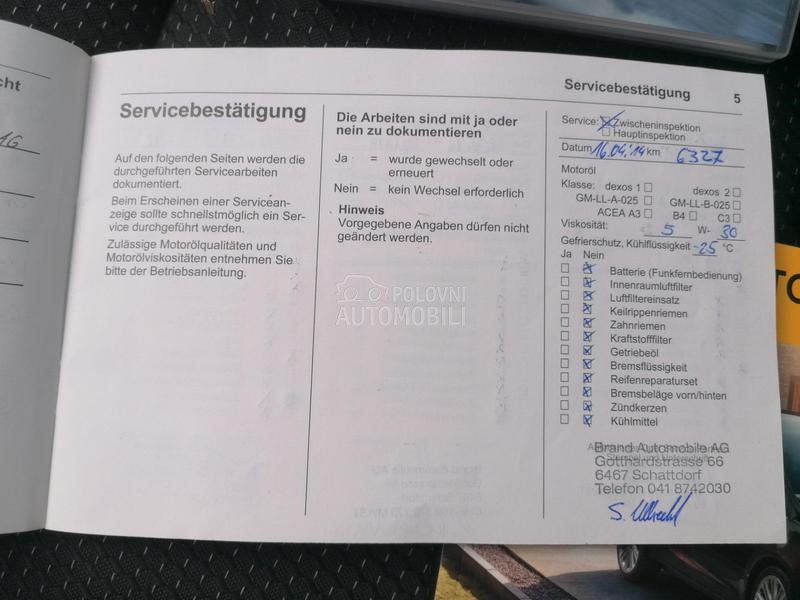 cht
AG
Servicebestätigung
Auf den folgenden Seiten werden die
durchgeführten Servicearbeiten
dokumentiert.
Beim Erscheinen einer Servicean-
zeige sollte schnellstmöglich ein Ser-
vice durchgeführt werden.
Zulässige Motorölqualitäten und
Motorölviskositäten entnehmen Sie
bitte der Betriebsanleitung.
Die Arbeiten sind mit ja oder
nein zu dokumentieren
Ja = wurde gewechselt oder
erneuert
Nein = kein Wechsel erforderlich
Hinweis
Vorgegebene Angaben dürfen nicht
geändert werden.
POLOVNI
AUTOMOBILI
Servicebestätigung 5
Service: Zwischeninspektion
Hauptinspektion
Datum 16.04.'14 km 6327
Motoröl
Klasse: dexos 1 dexos 2
GM-LL-A-025 GM-LL-B-025
ACEA A3 B4 C3
Viskosität: 5 W- 30
Gefrierschutz, Kühlflüssigkeit -25 °C
Ja Nein
Batterie (Funkfernbedienung)
Innenraumluftfilter
Luftfiltereinsatz
Keilrippenriemen
Zahnriemen
Kraftstofffilter
Getriebeöl
Bremsflüssigkeit
Reifenreparaturset
Bremsbeläge vorn/hinten
Zündkerzen
Kühlmittel
Brand Automobile AG
Gotthardstrasse 66
6467 Schattdorf
Telefon 041 8742030